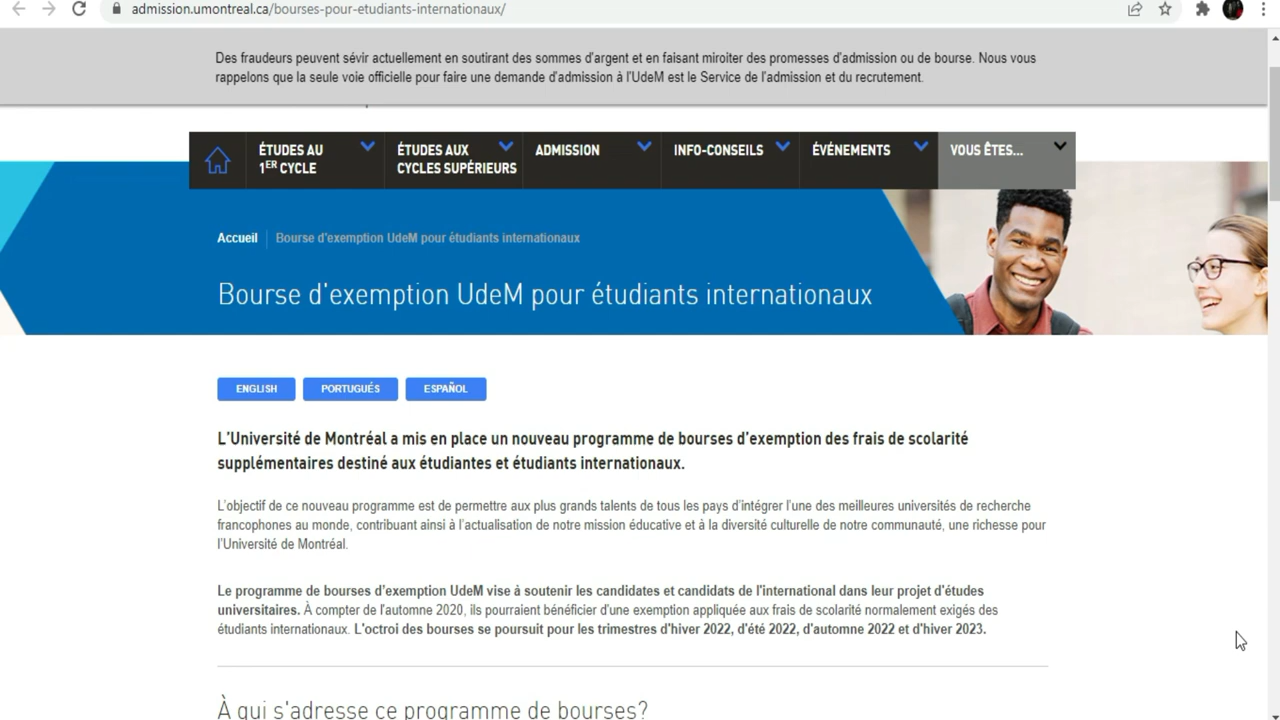 admission.umontreal.ca/bourses-pour-etudiants-internationaux/
Des fraudeurs peuvent sévir actuellement en soutirant des sommes d'argent et en faisant miroiter des promesses d'admission ou de bourse. Nous vous
rappelons que la seule voie officielle pour faire une demande d'admission à l'UdeM est le Service de l'admission et du recrutement.
ÉTUDES AU
1ER CYCLE
ÉTUDES AUX
CYCLES SUPÉRIEURS
ADMISSION
INFO-CONSEILS
ÉVÉNEMENTS
VOUS ÊTES...
Accueil
Bourse d'exemption UdeM pour étudiants internationaux
Bourse d'exemption UdeM pour étudiants internationaux
ENGLISH
PORTUGUÉS
ESPAÑOL
L'Université de Montréal a mis en place un nouveau programme de bourses d'exemption des frais de scolarité
supplémentaires destiné aux étudiantes et étudiants internationaux.
L'objectif de ce nouveau programme est de permettre aux plus grands talents de tous les pays d'intégrer l'une des meilleures universités de recherche
francophones au monde, contribuant ainsi à l'actualisation de notre mission éducative et à la diversité culturelle de notre communauté, une richesse pour
l'Université de Montréal.
Le programme de bourses d'exemption UdeM vise à soutenir les candidates et candidats de l'international dans leur projet d'études
universitaires. À compter de l'automne 2020, ils pourraient bénéficier d'une exemption appliquée aux frais de scolarité normalement exigés des
étudiants internationaux. L'octroi des bourses se poursuit pour les trimestres d'hiver 2022, d'été 2022, d'automne 2022 et d'hiver 2023.
À qui s'adresse ce programme de bourses?